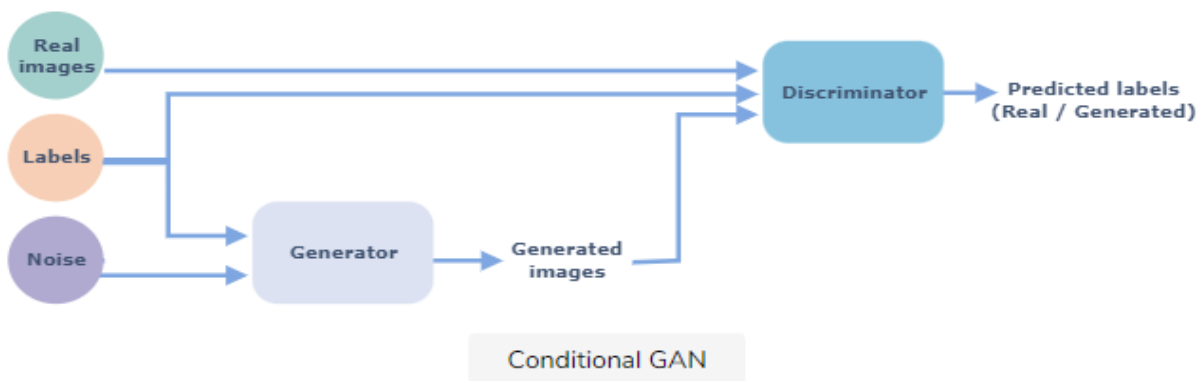 Real
images
Labels
Noise
Generator
Generated
images
Discriminator
Predicted labels
(Real / Generated)
Conditional GAN